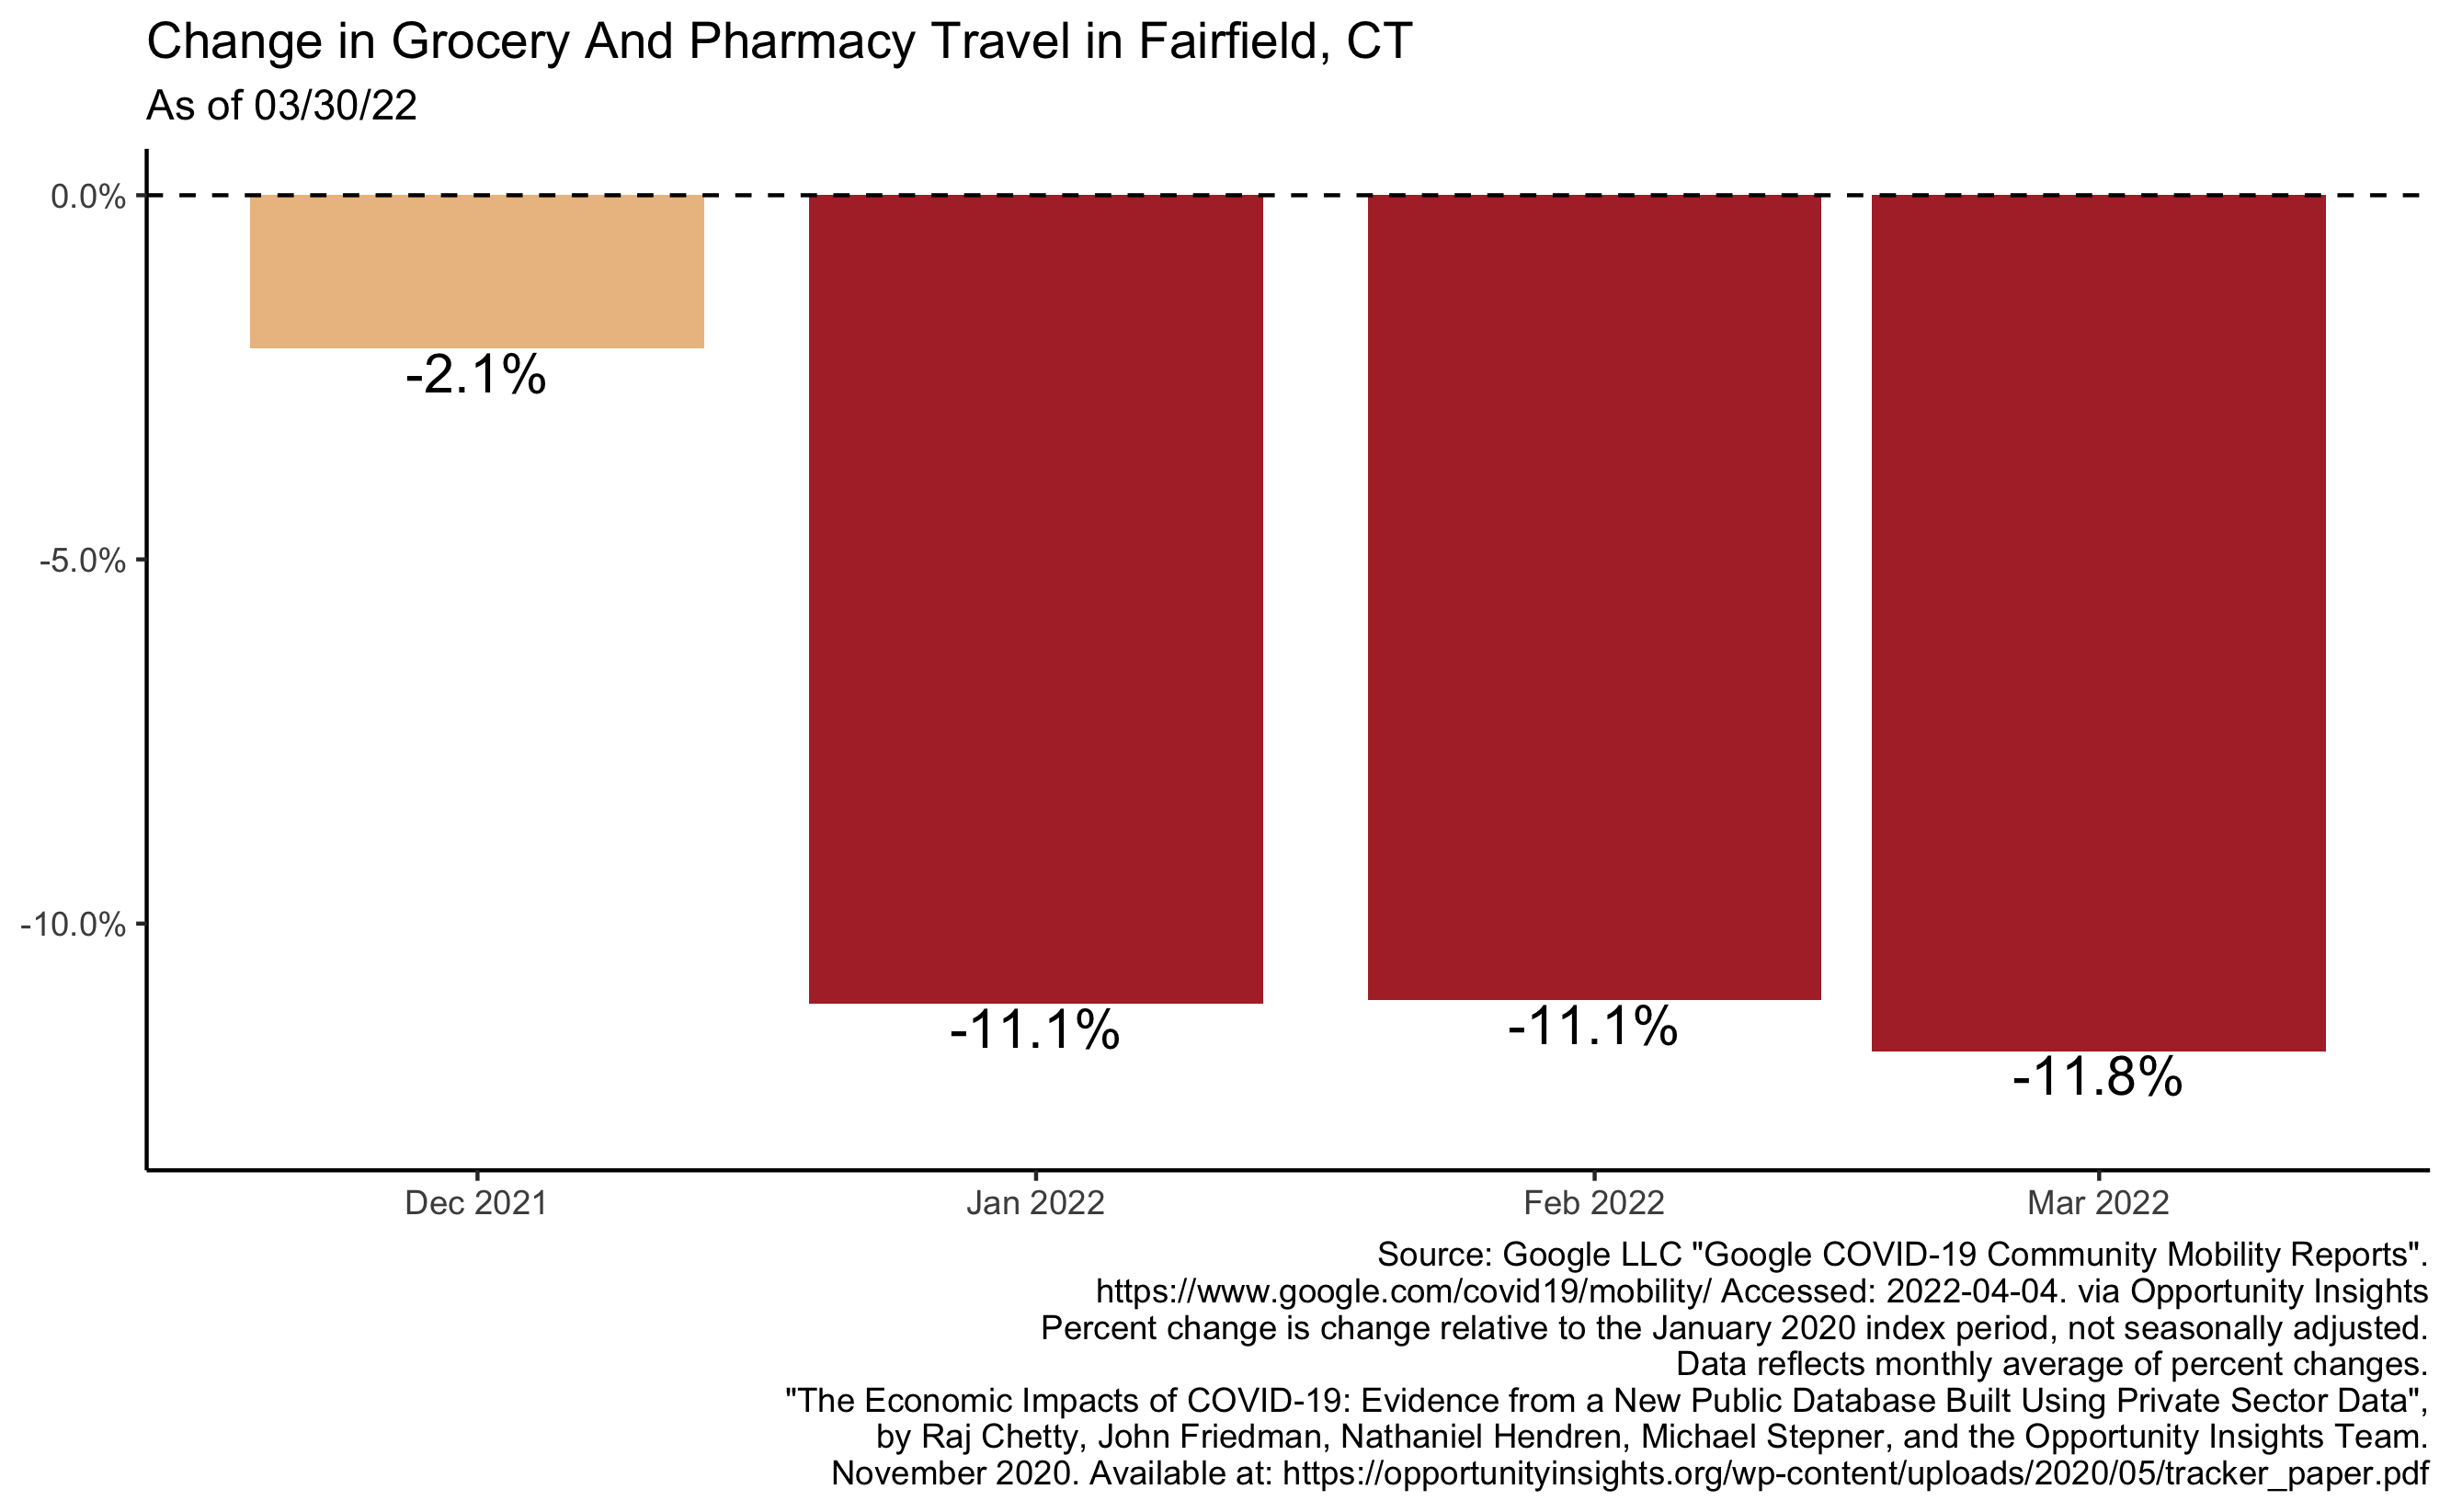 Change in Grocery And Pharmacy Travel in Fairfield, CT
As of 03/30/22
0.0%
-5.0%
-10.0%
-2.1%
-11.1%
-11.1%
-11.8%
Dec 2021
Jan 2022
Feb 2022
Mar 2022
Source: Google LLC "Google COVID-19 Community Mobility Reports".
https://www.google.com/covid19/mobility/ Accessed: 2022-04-04. via Opportunity Insights
Percent change is change relative to the January 2020 index period, not seasonally adjusted.
Data reflects monthly average of percent changes.
"The Economic Impacts of COVID-19: Evidence from a New Public Database Built Using Private Sector Data",
by Raj Chetty, John Friedman, Nathaniel Hendren, Michael Stepner, and the Opportunity Insights Team.
November 2020. Available at: https://opportunityinsights.org/wp-content/uploads/2020/05/tracker_paper.pdf